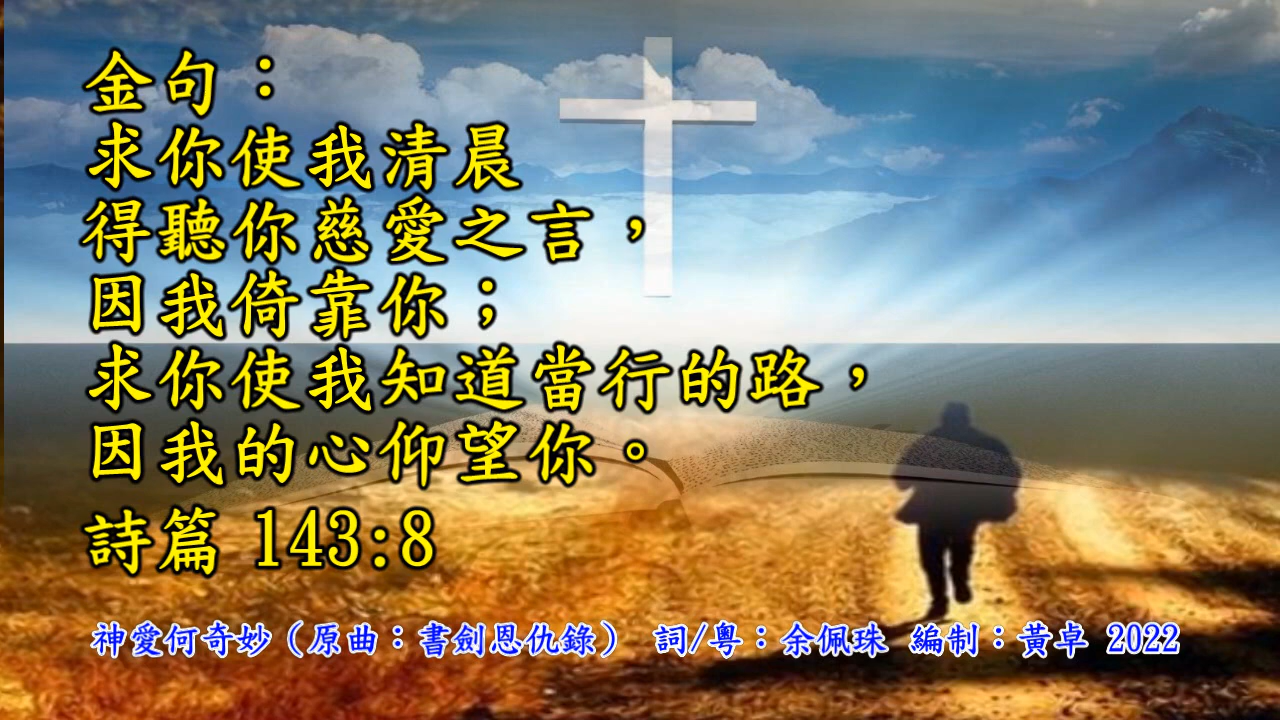 金句：
求你使我清晨
得聽你慈愛之言，
因我倚靠你；
求你使我知道當行的路，
因我的心仰望你。
詩篇 143:8
神愛何奇妙（原曲：書劍恩仇錄） 詞/粵：余佩珠 編制：黃卓 2022